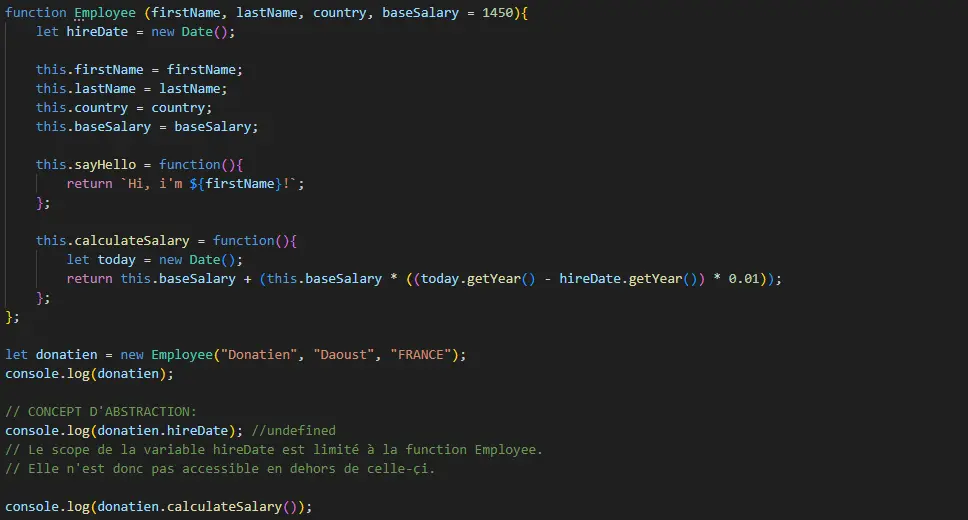 function Employee (firstName, lastName, country, baseSalary = 1450){
    let hireDate = new Date();

    this.firstName = firstName;
    this.lastName = lastName;
    this.country = country;
    this.baseSalary = baseSalary;

    this.sayHello = function(){
        return `Hi, i'm ${firstName}!`;
    };

    this.calculateSalary = function(){
        let today = new Date();
        return this.baseSalary + (this.baseSalary * ((today.getYear() - hireDate.getYear()) * 0.01));
    };
};

let donatien = new Employee("Donatien", "Daoust", "FRANCE");
console.log(donatien);

// CONCEPT D'ABSTRACTION:
console.log(donatien.hireDate); //undefined
// Le scope de la variable hireDate est limité à la function Employee.
// Elle n'est donc pas accessible en dehors de celle-çi.

console.log(donatien.calculateSalary());